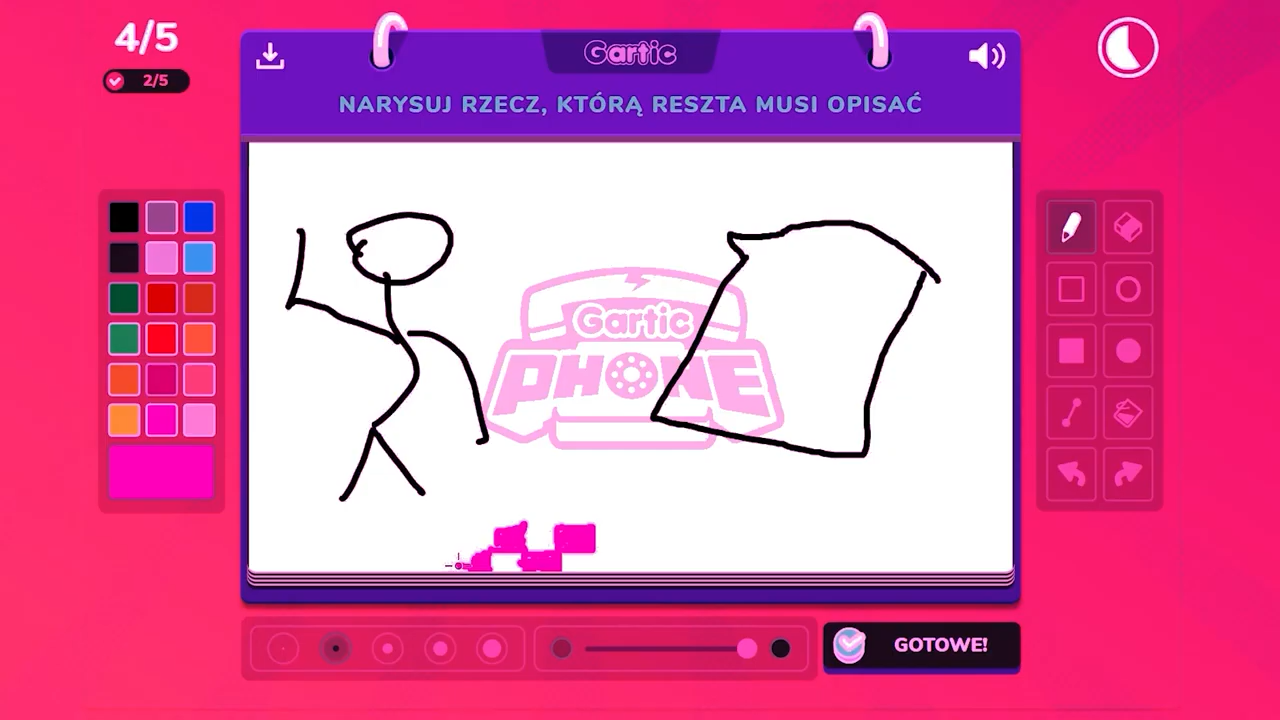 4/5
Gartic
2/5
NARYSUJ RZECZ, KTÓRĄ RESZTA MUSI OPISAĆ
Gartic
PHONE
GOTOWE!